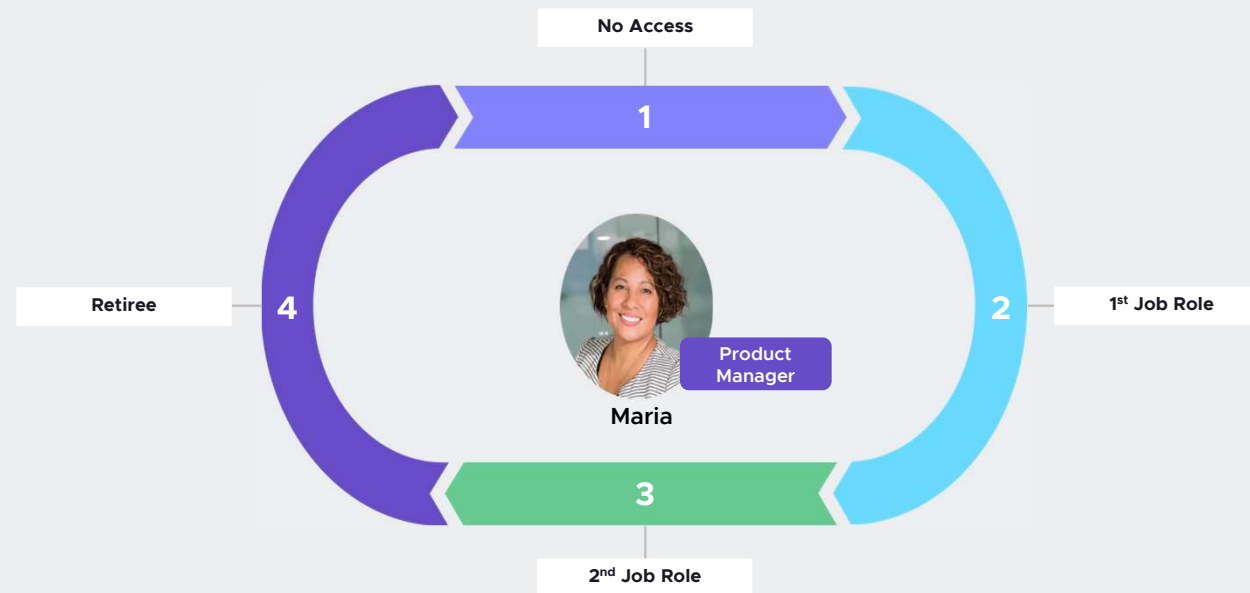 No Access
1
Retiree
4
2
1st Job Role
Product
Manager
Maria
3
2nd Job Role